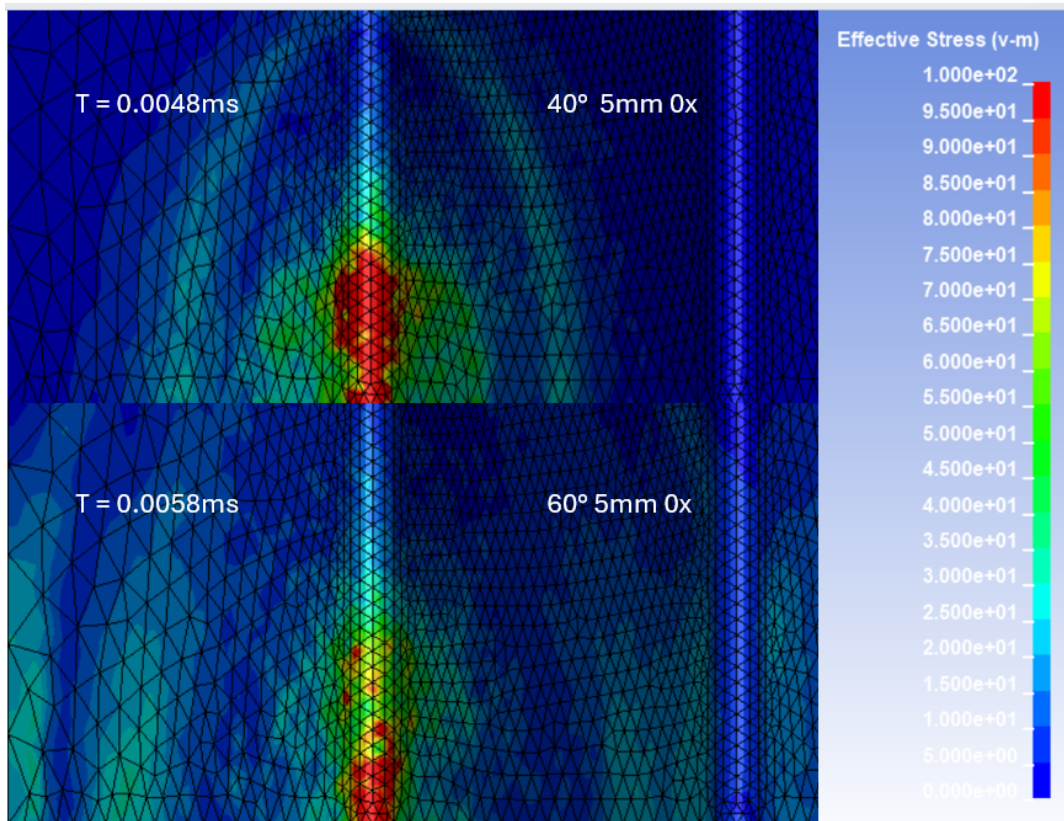 Effective Stress (v-m)
T = 0.0048ms
40º 5mm 0x
1.000e+02
9.500e+01
9.000e+01
8.500e+01
8.000e+01
7.500e+01
7.000e+01
6.500e+01
6.000e+01
5.500e+01
5.000e+01
4.500e+01
4.000e+01
3.500e+01
3.000e+01
2.500e+01
2.000e+01
1.500e+01
1.000e+01
5.000e+00
0.000e+00
T = 0.0058ms
60º 5mm 0x